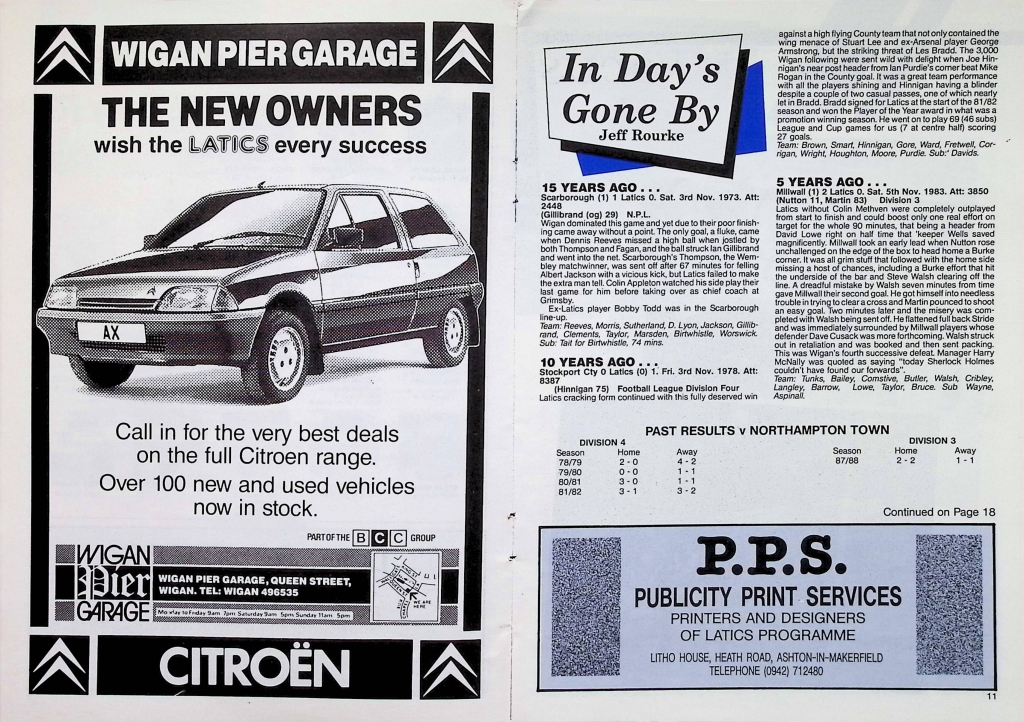 WIGAN PIER GARAGE
THE NEW OWNERS
wish the LATICS every success
AX
Call in for the very best deals
on the full Citroen range.
Over 100 new and used vehicles
now in stock.
PART OF THE BCC GROUP
WIGAN
Pier
GARAGE
WIGAN PIER GARAGE, QUEEN STREET,
WIGAN. TEL: WIGAN 496535
Monday to Friday 9am 7pm Saturday 9am 5pm Sunday 11am 5pm
WE ARE
HERE
CITROËN
In Day's
Gone By
Jeff Rourke
15 YEARS AGO . . .
Scarborough (1) 1 Latics 0. Sat. 3rd Nov. 1973. Att:
2448
(Gillibrand (og) 29) N.P.L.
Wigan dominated this game and yet due to their poor finish-
ing came away without a point. The only goal, a fluke, came
when Dennis Reeves missed a high ball when jostled by
both Thompson and Fagan, and the ball struck Ian Gillibrand
and went into the net. Scarborough's Thompson, the Wem-
bley matchwinner, was sent off after 67 minutes for felling
Albert Jackson with a vicious kick, but Latics failed to make
the extra man tell. Colin Appleton watched his side play their
last game for him before taking over as chief coach at
Grimsby.
Ex-Latics player Bobby Todd was in the Scarborough
line-up.
Team: Reeves, Morris, Sutherland, D. Lyon, Jackson, Gillib-
rand, Clements, Taylor, Marsden, Birtwhistle, Worswick.
Sub: Tait for Birtwhistle, 74 mins.
10 YEARS AGO . . .
Stockport Cty 0 Latics (0) 1. Fri. 3rd Nov. 1978. Att:
8387
(Hinnigan 75) Football League Division Four
Latics cracking form continued with this fully deserved win
against a high flying County team that not only contained the
wing menace of Stuart Lee and ex-Arsenal player George
Armstrong, but the striking threat of Les Bradd. The 3,000
Wigan following were sent wild with delight when Joe Hin-
nigan's near post header from Ian Purdie's corner beat Mike
Rogan in the County goal. It was a great team performance
with all the players shining and Hinnigan having a blinder
despite a couple of two casual passes, one of which nearly
let in Bradd. Bradd signed for Latics at the start of the 81/82
season and won the Player of the Year award in what was a
promotion winning season. He went on to play 69 (46 subs)
League and Cup games for us (7 at centre half) scoring
27 goals.
Team: Brown, Smart, Hinnigan, Gore, Ward, Fretwell, Cor-
rigan, Wright, Houghton, Moore, Purdie. Sub:' Davids.
5 YEARS AGO . . .
Millwall (1) 2 Latics 0. Sat. 5th Nov. 1983. Att: 3850
(Nutton 11, Martin 83) Division 3
Latics without Colin Methven were completely outplayed
from start to finish and could boost only one real effort on
target for the whole 90 minutes, that being a header from
David Lowe right on half time that 'keeper Wells saved
magnificently. Millwall took an early lead when Nutton rose
unchallenged on the edge of the box to head home a Burke
corner. It was all grim stuff that followed with the home side
missing a host of chances, including a Burke effort that hit
the underside of the bar and Steve Walsh clearing off the
line. A dreadful mistake by Walsh seven minutes from time
gave Millwall their second goal. He got himself into needless
trouble in trying to clear a cross and Martin pounced to shoot
an easy goal. Two minutes later and the misery was com-
pleted with Walsh being sent off. He flattened full back Stride
and was immediately surrounded by Millwall players whose
defender Dave Cusack was more forthcoming. Walsh struck
out in retaliation and was booked and then sent packing.
This was Wigan's fourth successive defeat. Manager Harry
McNally was quoted as saying "today Sherlock Holmes
couldn't have found our forwards".
Team: Tunks, Bailey, Comstive, Butler, Walsh, Cribley,
Langley, Barrow, Lowe, Taylor, Bruce. Sub Wayne,
Aspinall.
PAST RESULTS v NORTHAMPTON TOWN
DIVISION 4
Season Home Away
78/79 2 - 0 4 - 2
79/80 0 - 0 1 - 1
80/81 3 - 0 1 - 1
81/82 3 - 1 3 - 2
DIVISION 3
Season Home Away
87/88 2 - 2 1 - 1
Continued on Page 18
P.P.S.
PUBLICITY PRINT SERVICES
PRINTERS AND DESIGNERS
OF LATICS PROGRAMME
LITHO HOUSE, HEATH ROAD, ASHTON-IN-MAKERFIELD
TELEPHONE (0942) 712480
11